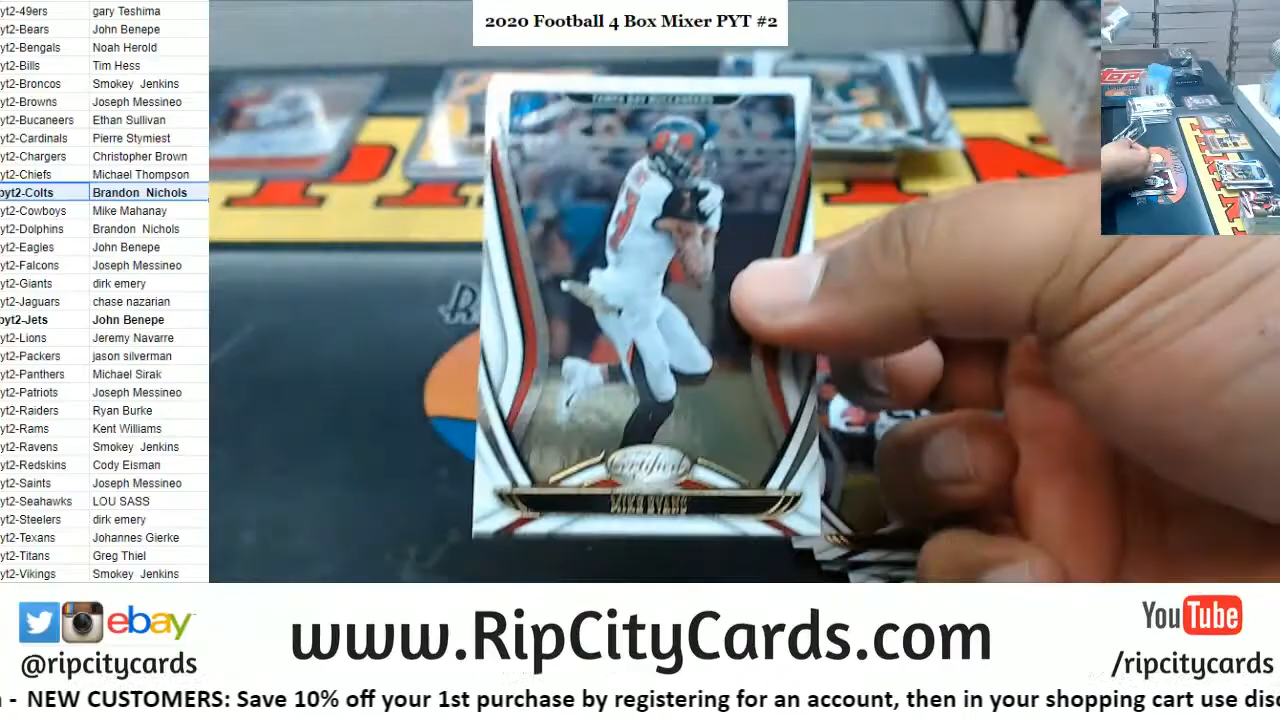 yt2-49ers gary Teshima
yt2-Bears John Benepe
yt2-Bengals Noah Herold
yt2-Bills Tim Hess
yt2-Broncos Smokey Jenkins
yt2-Browns Joseph Messineo
yt2-Bucaneers Ethan Sullivan
yt2-Cardinals Pierre Stymiest
yt2-Chargers Christopher Brown
yt2-Chiefs Michael Thompson
pyt2-Colts Brandon Nichols
yt2-Cowboys Mike Mahanay
yt2-Dolphins Brandon Nichols
yt2-Eagles John Benepe
yt2-Falcons Joseph Messineo
yt2-Giants dirk emery
yt2-Jaguars chase nazarian
pyt2-Jets John Benepe
yt2-Lions Jeremy Navarre
yt2-Packers jason silverman
yt2-Panthers Michael Sirak
yt2-Patriots Joseph Messineo
yt2-Raiders Ryan Burke
yt2-Rams Kent Williams
yt2-Ravens Smokey Jenkins
yt2-Redskins Cody Eisman
yt2-Saints Joseph Messineo
yt2-Seahawks LOU SASS
yt2-Steelers dirk emery
yt2-Texans Johannes Gierke
yt2-Titans Greg Thiel
yt2-Vikings Smokey Jenkins
2020 Football 4 Box Mixer PYT #2
TAMPA BAY BUCCANEERS
Certified
MIKE EVANS
ebay
@ripcitycards
www.RipCityCards.com
YouTube
/ripcitycards
- NEW CUSTOMERS: Save 10% off your 1st purchase by registering for an account, then in your shopping cart use disc